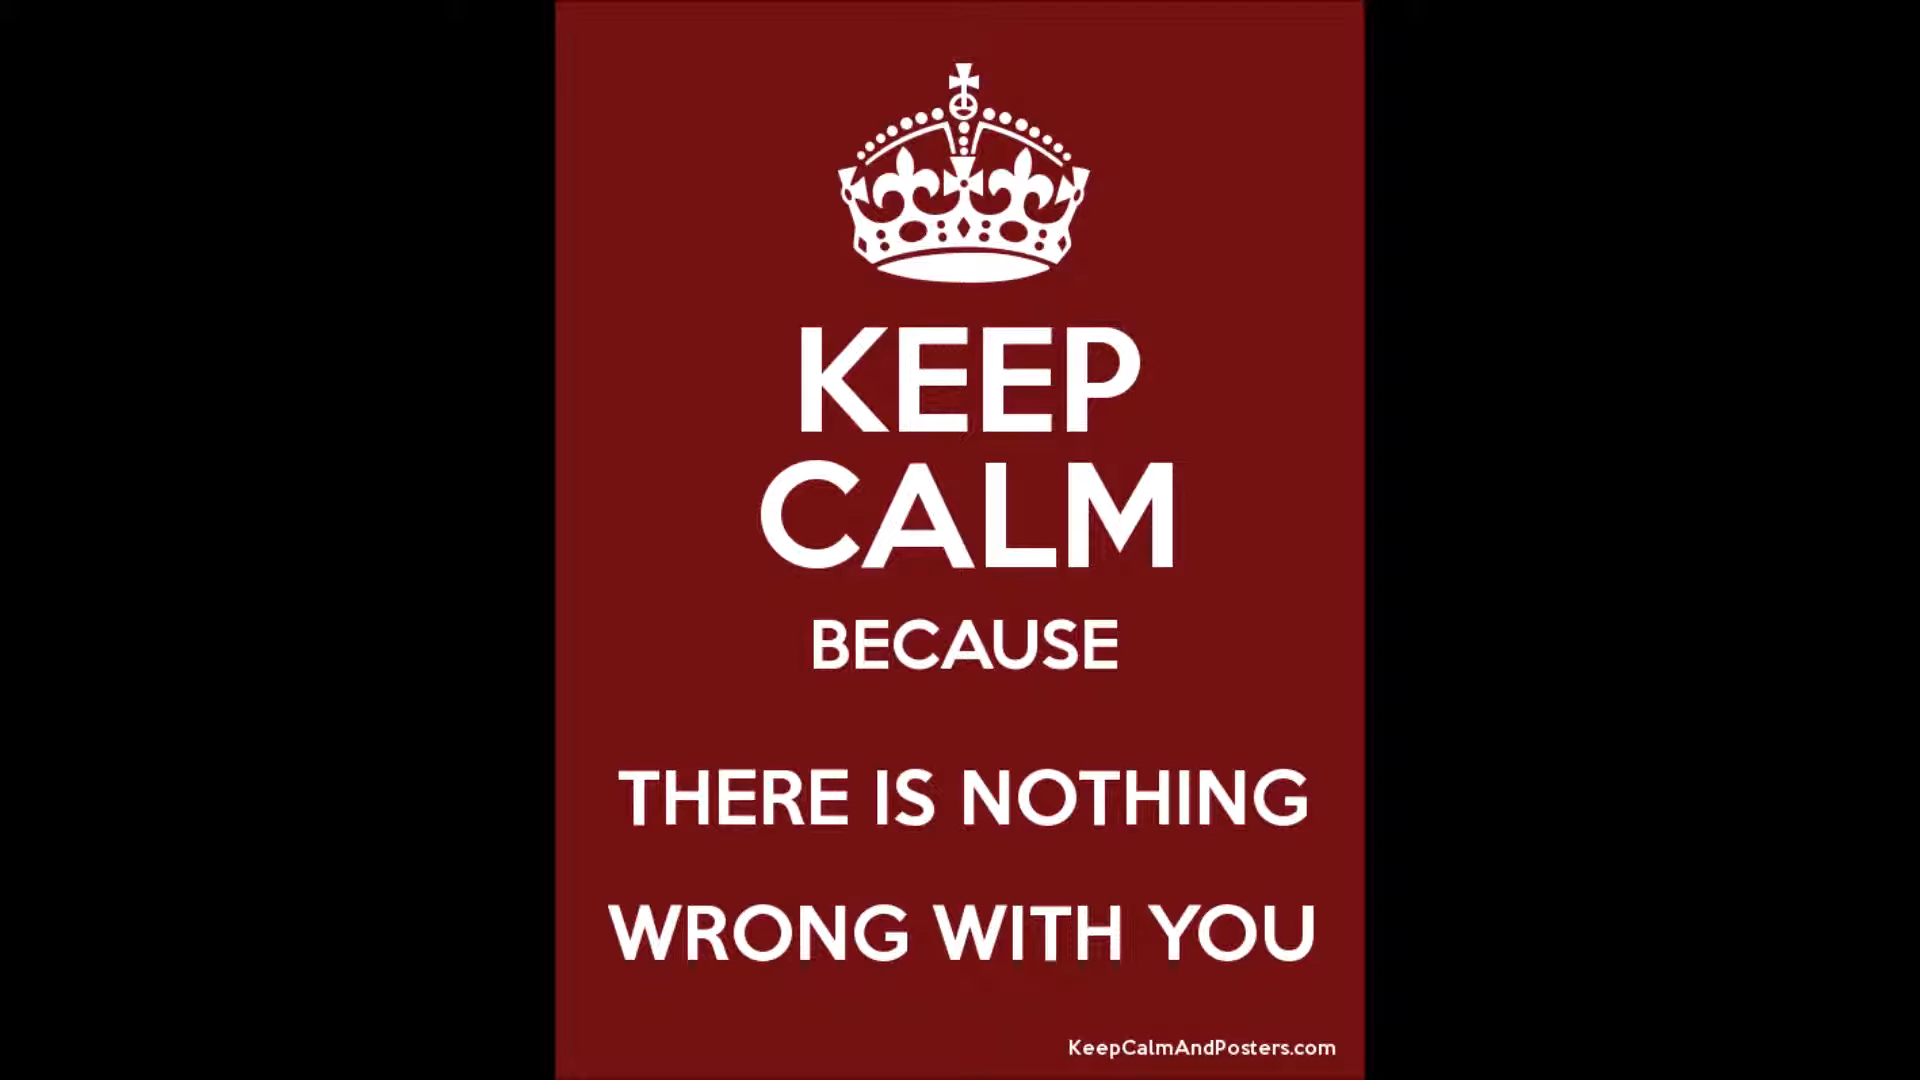 KEEP
CALM
BECAUSE
THERE IS NOTHING
WRONG WITH YOU
KeepCalmAndPosters.com